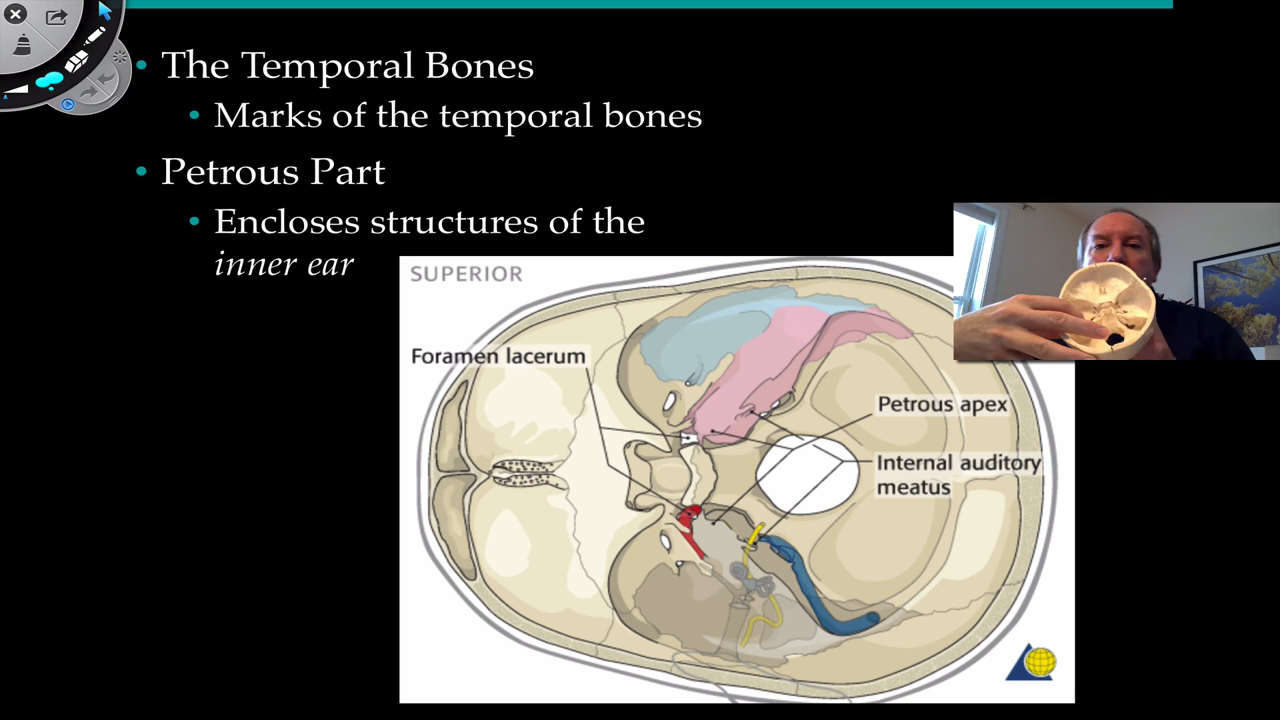 The Temporal Bones
Marks of the temporal bones
Petrous Part
Encloses structures of the
inner ear
SUPERIOR
Foramen lacerum
Petrous apex
Internal auditory
meatus